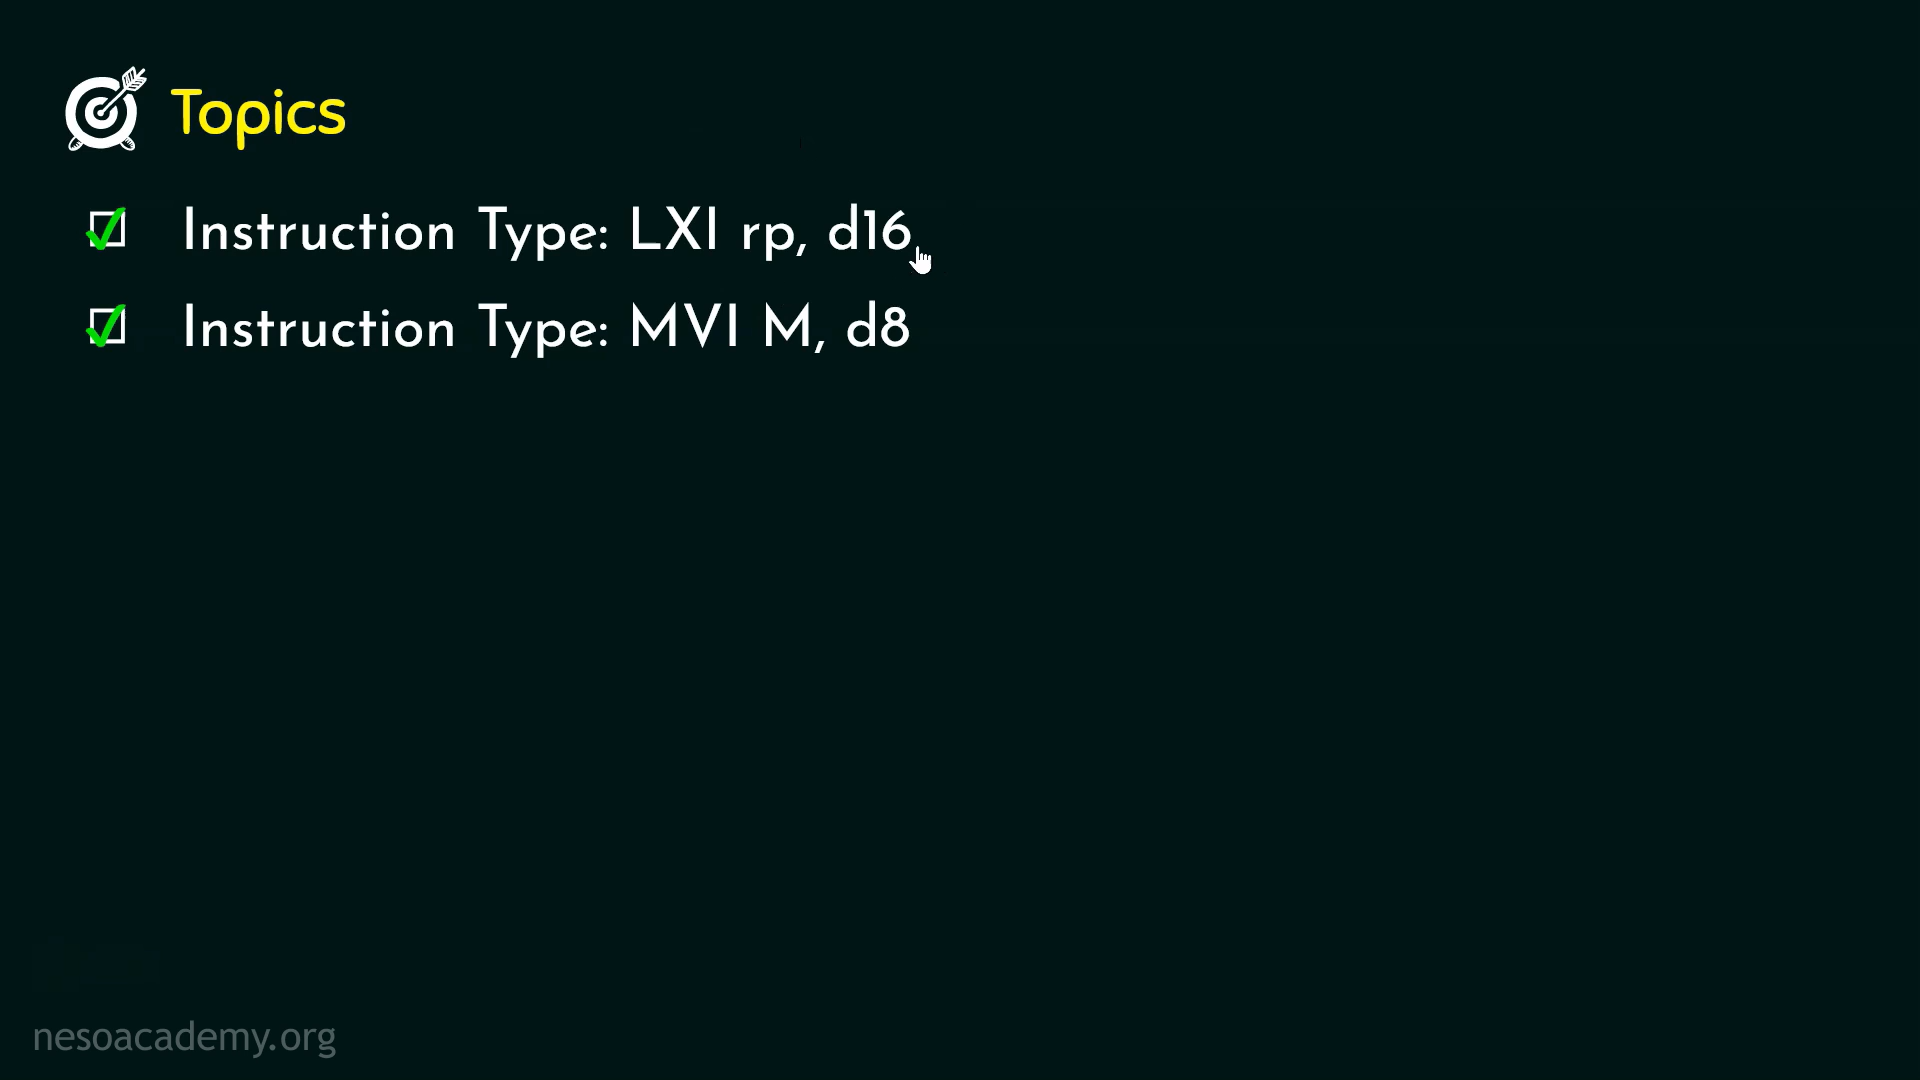 Topics
Instruction Type: LXI rp, d16
Instruction Type: MVI M, d8
nesoacademy.org